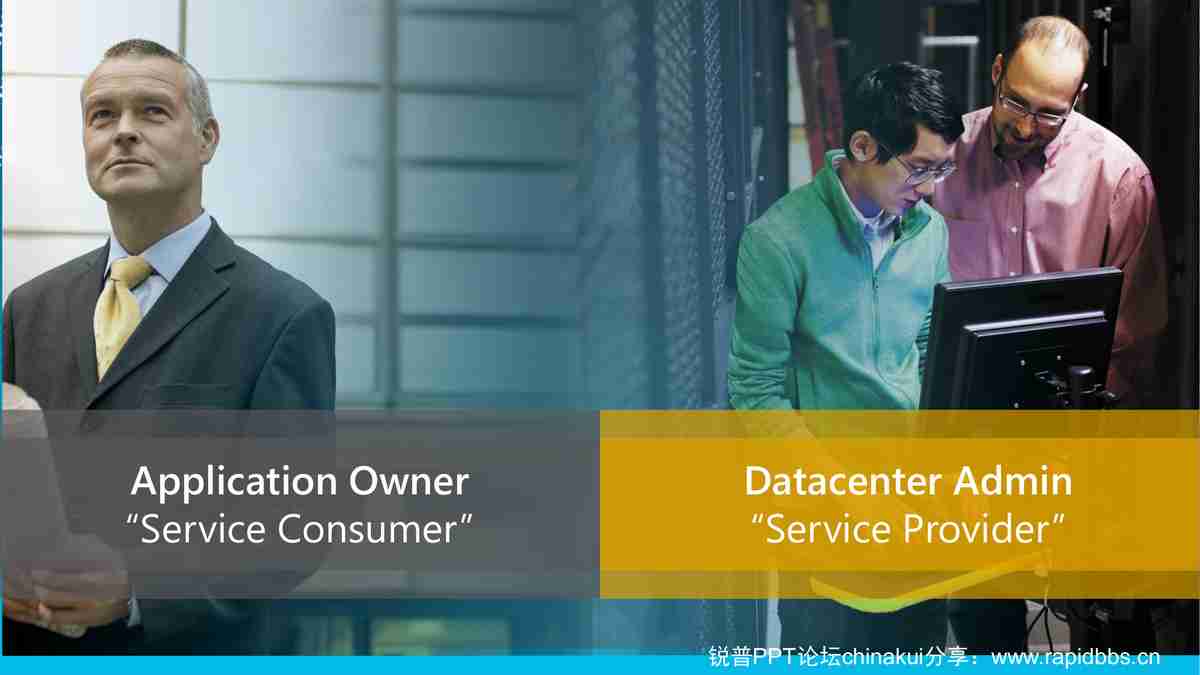 Application Owner
“Service Consumer”
Datacenter Admin
“Service Provider”
锐普PPT论坛chinakui分享：www.rapidbbs.cn